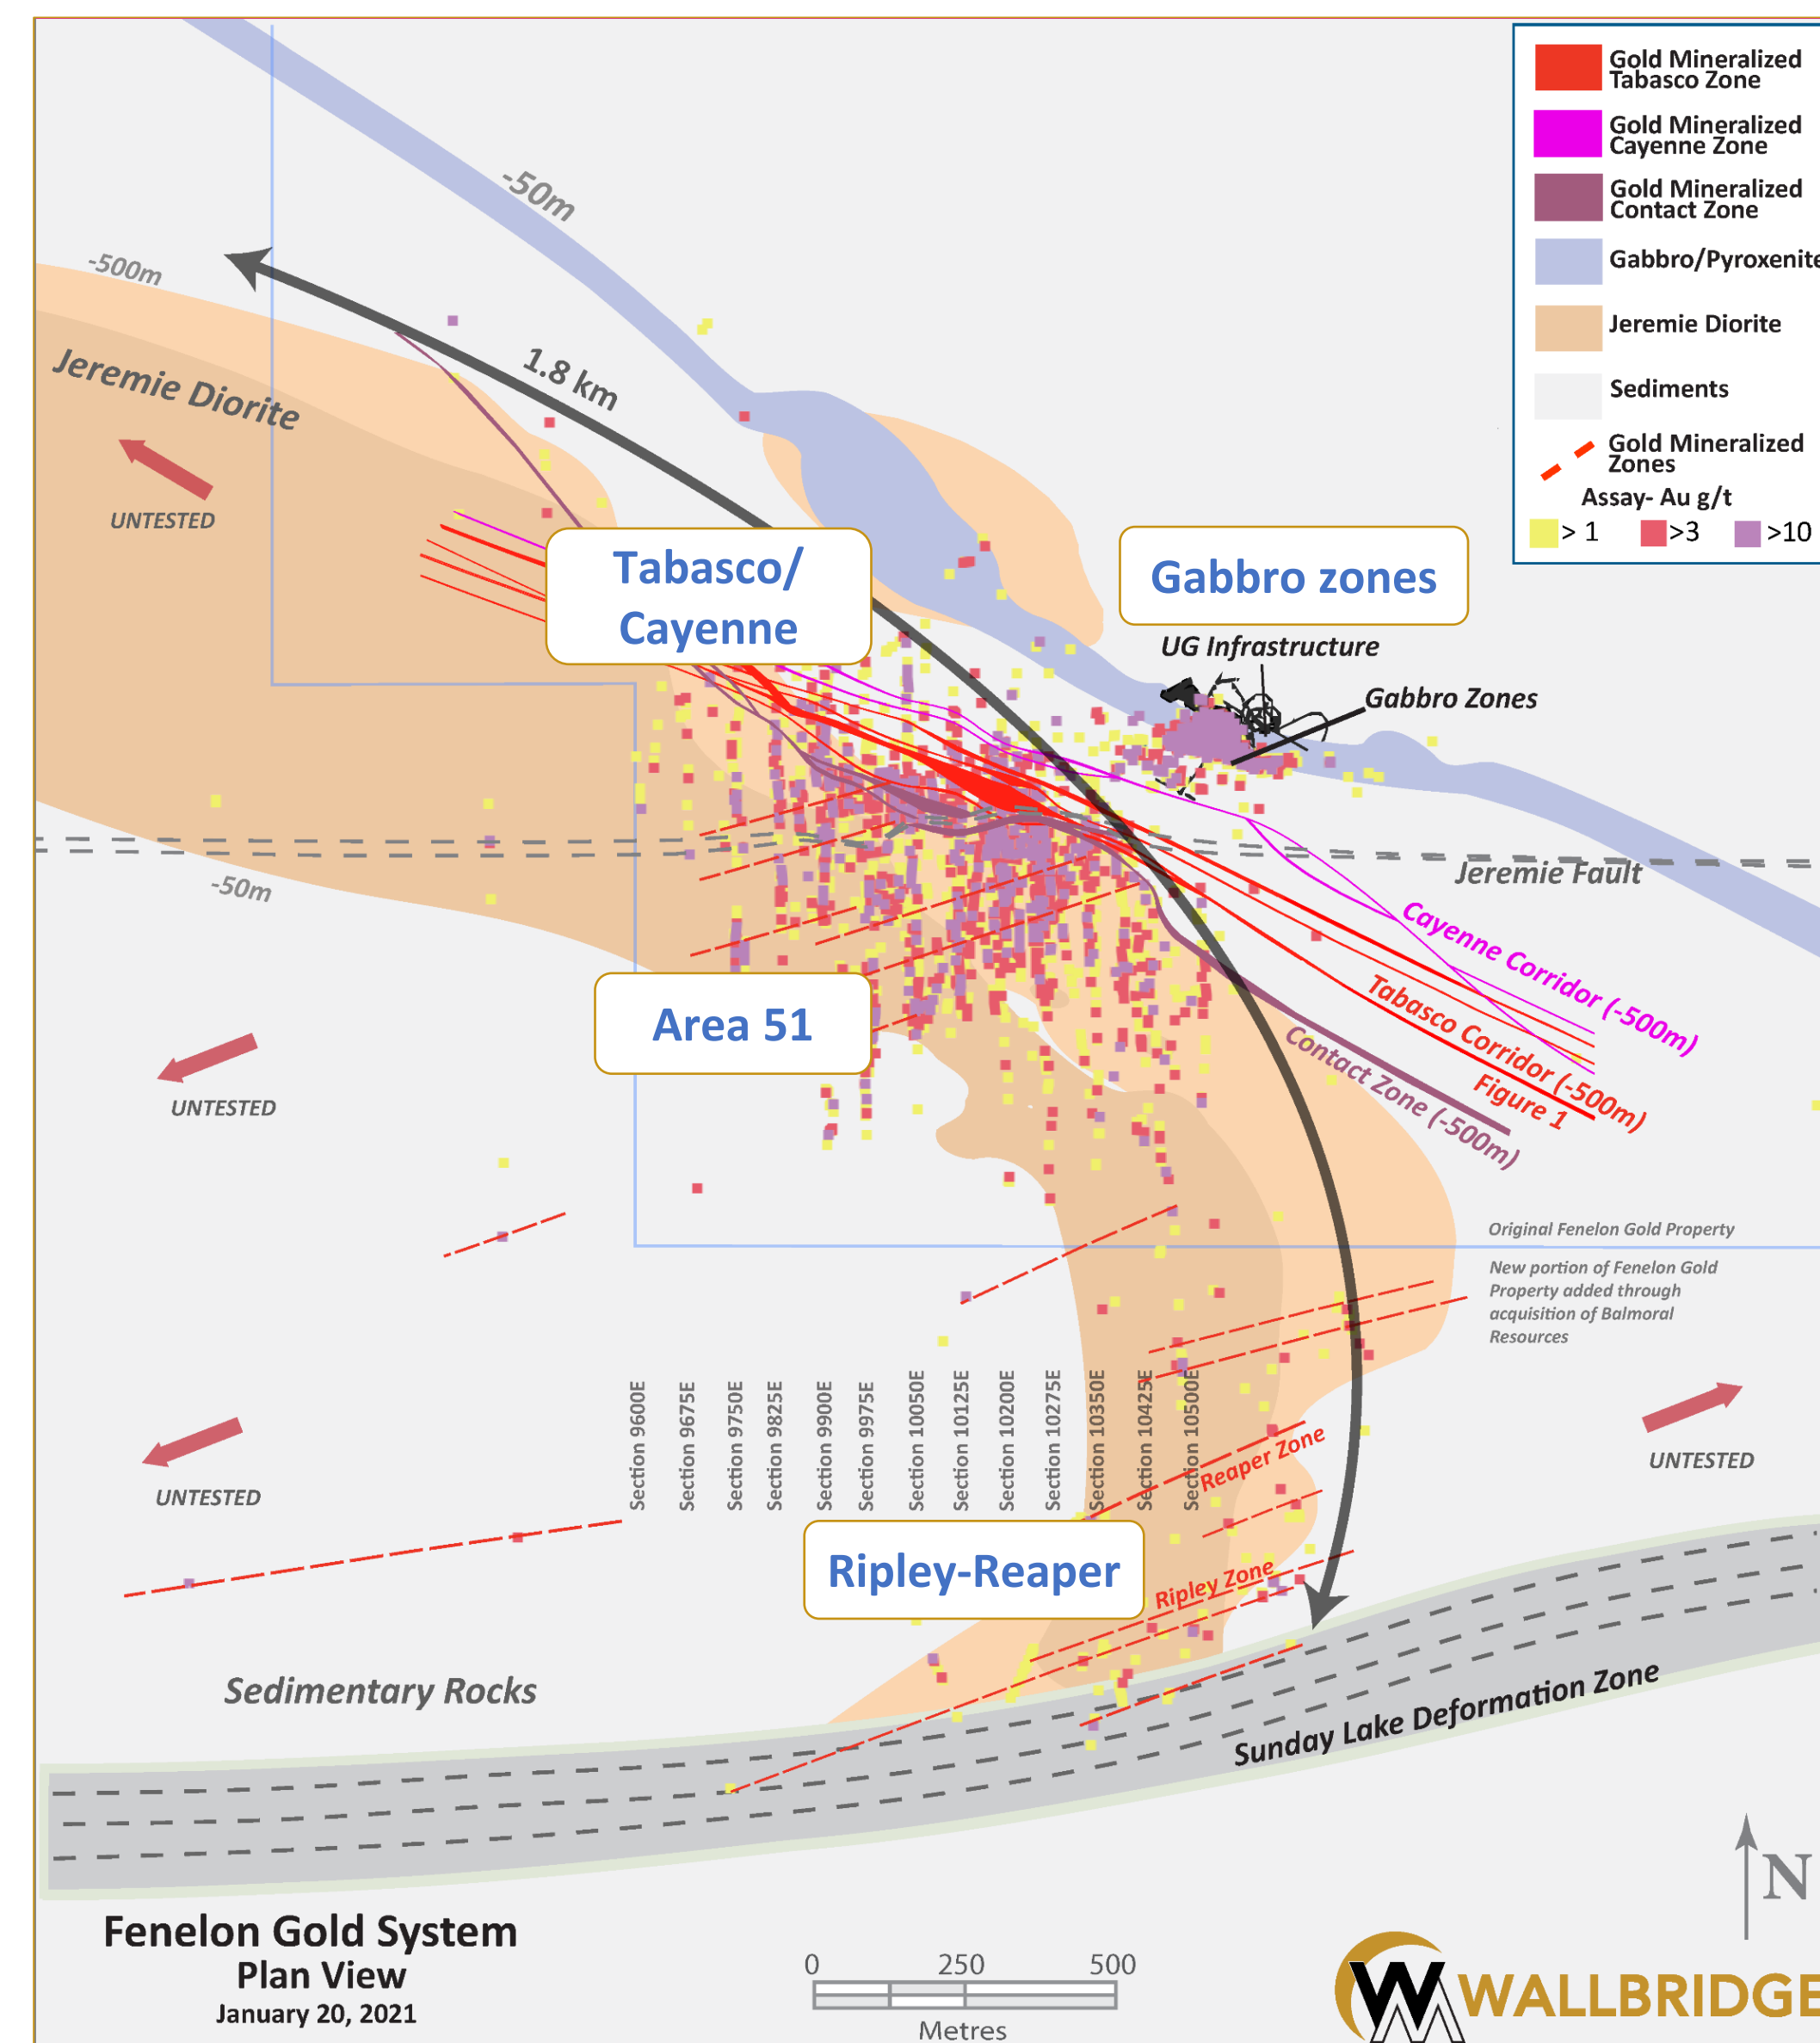 Gold Mineralized
Tabasco Zone
Gold Mineralized
Cayenne Zone
Gold Mineralized
Contact Zone
Gabbro/Pyroxenite
Jeremie Diorite
Sediments
Gold Mineralized
Zones
Assay- Au g/t
> 1
>3
>10
-50m
-500m
1.8 km
Jeremie Diorite
UNTESTED
Tabasco/
Cayenne
Gabbro zones
UG Infrastructure
Gabbro Zones
Jeremie Fault
-50m
Cayenne Corridor (-500m)
Tabasco Corridor (-500m)
Figure 1
Contact Zone (-500m)
Area 51
UNTESTED
Original Fenelon Gold Property
New portion of Fenelon Gold
Property added through
acquisition of Balmoral
Resources
Section 9600E
Section 9675E
Section 9750E
Section 9825E
Section 9900E
Section 9975E
Section 10050E
Section 10125E
Section 10200E
Section 10275E
Section 10350E
Section 10425E
Section 10500E
UNTESTED
UNTESTED
Reaper Zone
Ripley-Reaper
Ripley Zone
Sedimentary Rocks
Sunday Lake Deformation Zone
N
Fenelon Gold System
Plan View
January 20, 2021
0 250 500
Metres
WALLBRIDGE